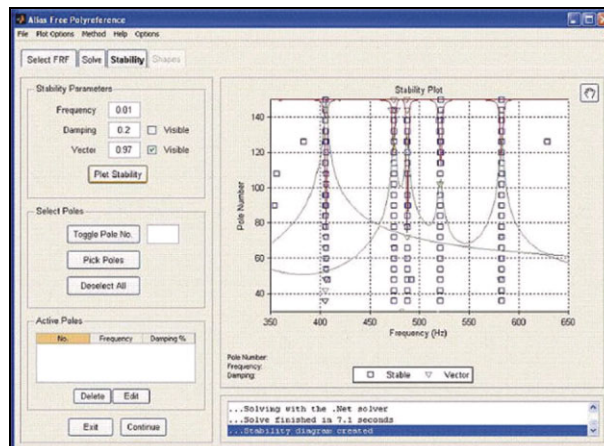 Alias Free Polyreference
File Plot Options Method Help Options
Select FRF Solve Stability Shapes
Stability Parameters
Frequency 0.01
Damping 0.2 Visible
Vector 0.97 Visible
Plot Stability
Select Poles
Toggle Pole No.
Pick Poles
Deselect All
Active Poles
No. Frequency Damping %
Delete Edit
Exit Continue
Stability Plot
150
140
120
100
80
60
40
Pole Number
350 400 450 500 550 600 650
Frequency (Hz)
Pole Number:
Frequency:
Damping:
Stable Vector
...Solving with the .Net solver
...Solve finished in 7.1 seconds
...Stability diagram created